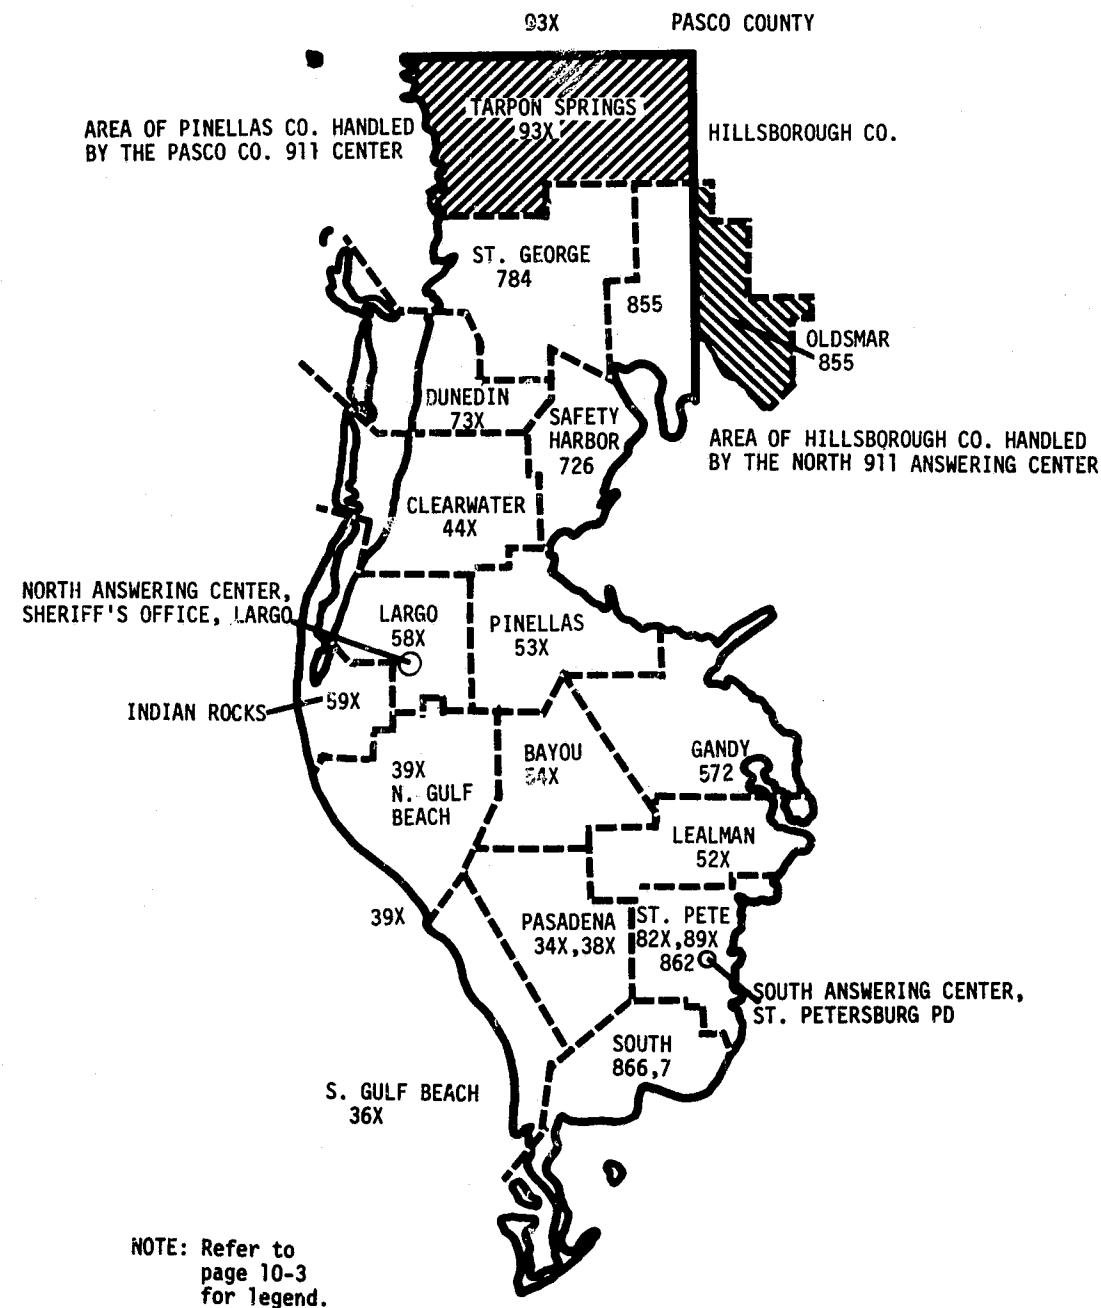 93X PASCO COUNTY
TARPON SPRINGS
93X
AREA OF PINELLAS CO. HANDLED
BY THE PASCO CO. 911 CENTER
HILLSBOROUGH CO.
ST. GEORGE
784
855
OLDSMAR
855
DUNEDIN
73X
SAFETY
HARBOR
726
AREA OF HILLSBOROUGH CO. HANDLED
BY THE NORTH 911 ANSWERING CENTER
CLEARWATER
44X
NORTH ANSWERING CENTER,
SHERIFF'S OFFICE, LARGO
LARGO
58X
PINELLAS
53X
INDIAN ROCKS
59X
39X
N. GULF
BEACH
BAYOU
54X
GANDY
572
LEALMAN
52X
39X
PASADENA
34X,38X
ST. PETE
82X,89X
862
SOUTH ANSWERING CENTER,
ST. PETERSBURG PD
SOUTH
866,7
S. GULF BEACH
36X
NOTE: Refer to
page 10-3
for legend.